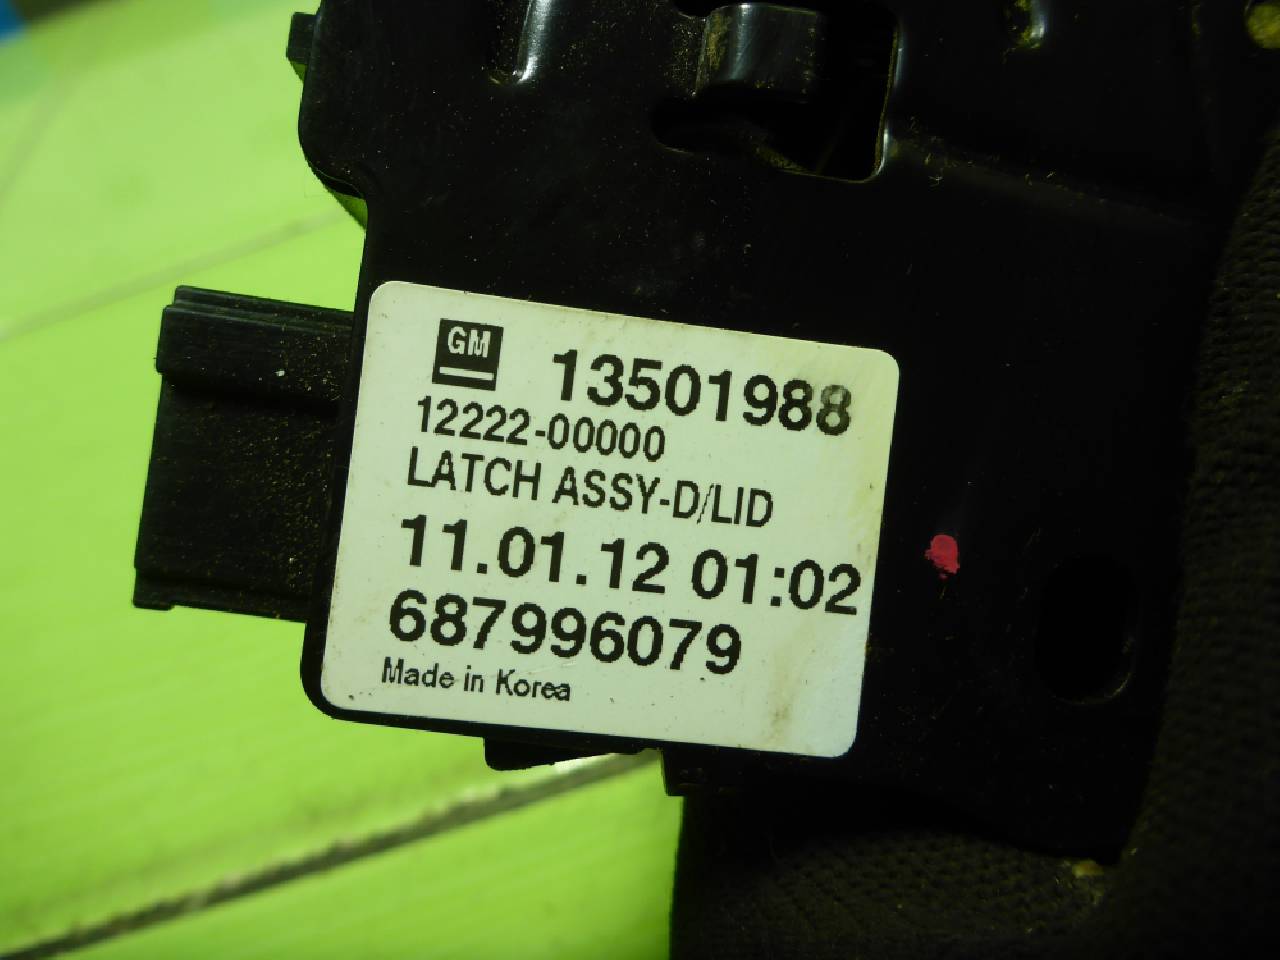 GM 13501988
12222-00000
LATCH ASSY-D/LID
11.01.12 01:02
687996079
Made in Korea